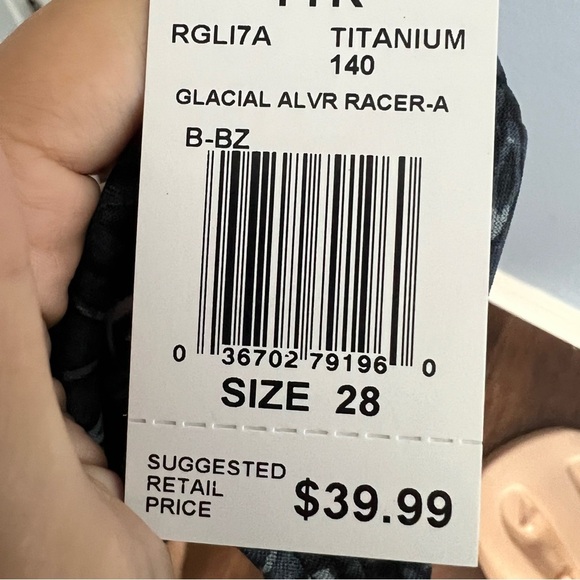 RGLI7A TITANIUM
140
GLACIAL ALVR RACER-A
B-BZ
0 36702 79196 0
SIZE 28
SUGGESTED
RETAIL
PRICE $39.99